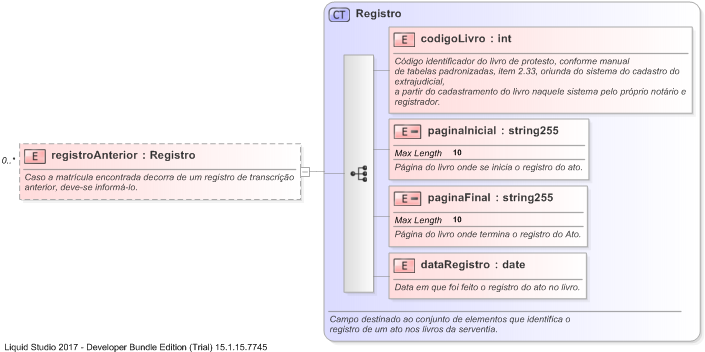 CT Registro
E codigoLivro : int
Código identificador do livro de protesto, conforme manual
de tabelas padronizadas, item 2.33, oriunda do sistema do cadastro do
extrajudicial,
a partir do cadastramento do livro naquele sistema pelo próprio notário e
registrador.
E paginaInicial : string255
Max Length 10
Página do livro onde se inicia o registro do ato.
0..*
E registroAnterior : Registro
Caso a matrícula encontrada decorra de um registro de transcrição
anterior, deve-se informá-lo.
E paginaFinal : string255
Max Length 10
Página do livro onde termina o registro do Ato.
E dataRegistro : date
Data em que foi feito o registro do ato no livro.
Campo destinado ao conjunto de elementos que identifica o
registro de um ato nos livros da serventia.
Liquid Studio 2017 - Developer Bundle Edition (Trial) 15.1.15.7745